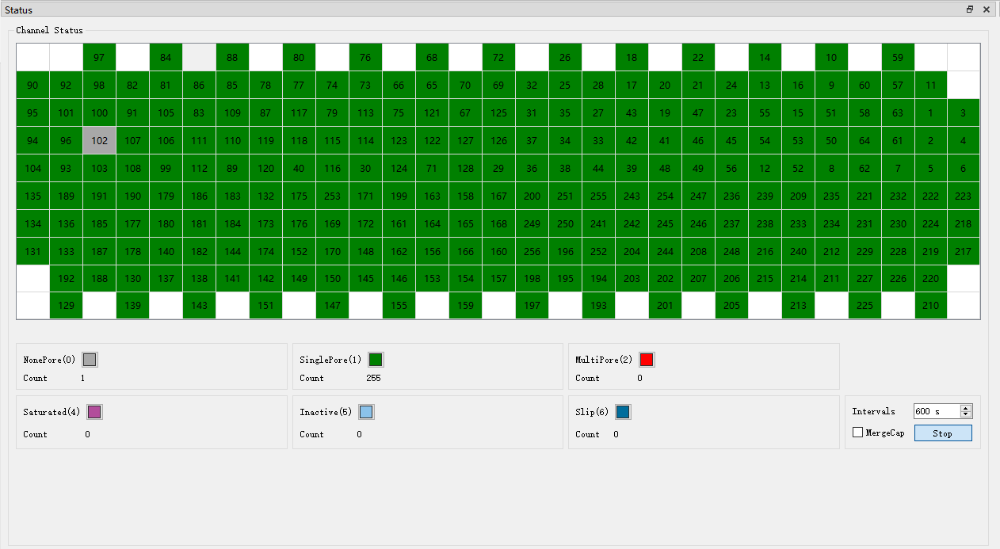 Status
Channel Status
97 84 88 80 76 68 72 26 18 22 14 10 59
90 92 98 82 81 86 85 78 77 74 73 66 65 70 69 32 25 28 17 20 21 24 13 16 9 60 57 11
95 101 100 91 105 83 109 87 117 79 113 75 121 67 125 31 35 27 43 19 47 23 55 15 51 58 63 1 3
94 96 102 107 106 111 110 119 118 115 114 123 122 127 126 37 34 33 42 41 46 45 54 53 50 64 61 2 4
104 93 103 108 99 112 89 120 40 116 30 124 71 128 29 36 38 44 39 48 49 56 12 52 8 62 7 5 6
135 189 191 190 179 186 183 132 175 253 171 199 163 158 167 200 251 255 243 254 247 236 239 209 235 221 232 222 223
134 136 185 177 180 181 184 173 176 169 172 161 164 165 168 249 250 241 242 245 246 237 238 233 234 231 230 224 218
131 133 187 178 140 182 144 174 152 170 148 162 156 166 160 256 196 252 204 244 208 248 216 240 212 229 228 219 217
192 188 130 137 138 141 142 149 150 145 146 153 154 157 198 195 194 203 202 207 206 215 214 211 227 226 220
129 139 143 151 147 155 159 197 193 201 205 213 225 210
NonePore(0)
Count 1
SinglePore(1)
Count 255
MultiPore(2)
Count 0
Saturated(4)
Count 0
Inactive(5)
Count 0
Slip(6)
Count 0
Intervals 600 s
MergeCap Stop